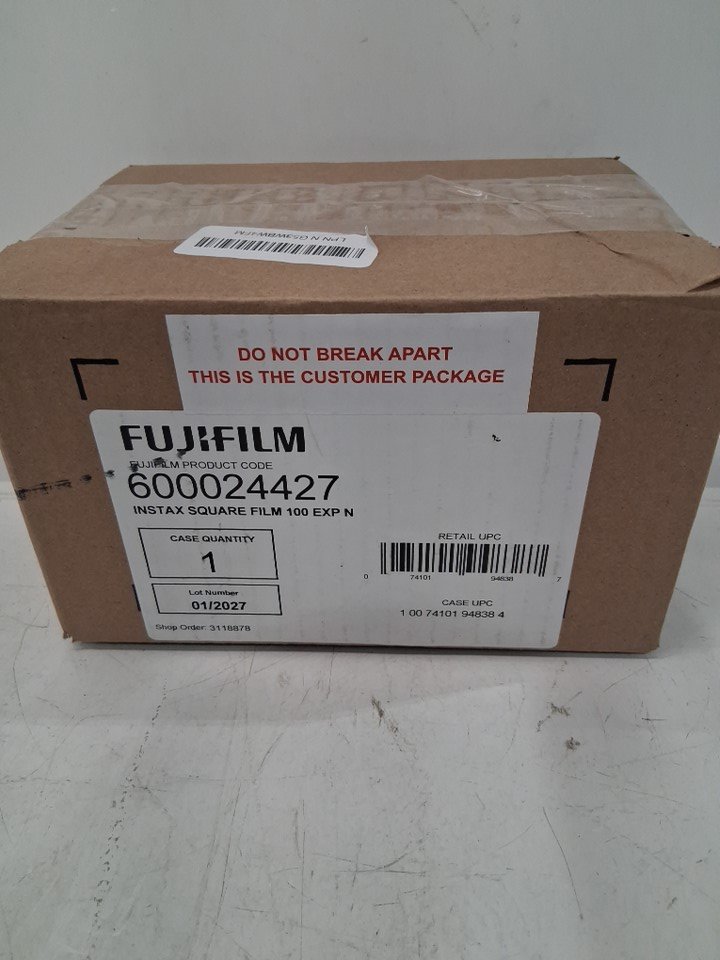 DO NOT BREAK APART
THIS IS THE CUSTOMER PACKAGE
FUJIFILM
FUJIFILM PRODUCT CODE
600024427
INSTAX SQUARE FILM 100 EXP N
CASE QUANTITY
1
Lot Number
01/2027
Shop Order: 3118878
RETAIL UPC
0 74101 94838 7
CASE UPC
1 00 74101 94838 4